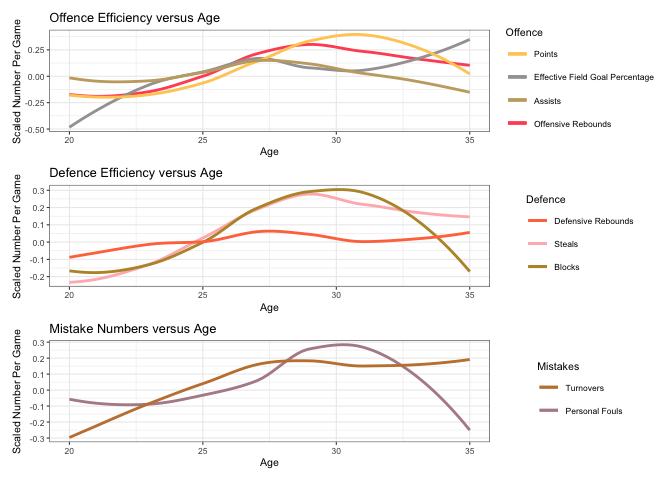 Offence Efficiency versus Age
Scaled Number Per Game
0.25
0.00
-0.25
-0.50
20
25
30
35
Age
Offence
Points
Effective Field Goal Percentage
Assists
Offensive Rebounds
Defence Efficiency versus Age
Scaled Number Per Game
0.3
0.2
0.1
0.0
-0.1
-0.2
20
25
30
35
Age
Defence
Defensive Rebounds
Steals
Blocks
Mistake Numbers versus Age
Scaled Number Per Game
0.3
0.2
0.1
0.0
-0.1
-0.2
-0.3
20
25
30
35
Age
Mistakes
Turnovers
Personal Fouls